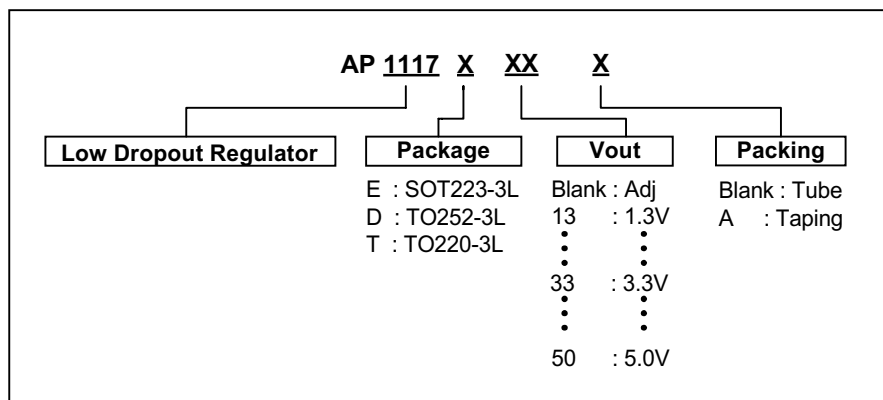 AP 1117 X XX X
Low Dropout Regulator
Package
E : SOT223-3L
D : TO252-3L
T : TO220-3L
Vout
Blank : Adj
13 : 1.3V
33 : 3.3V
50 : 5.0V
Packing
Blank : Tube
A : Taping